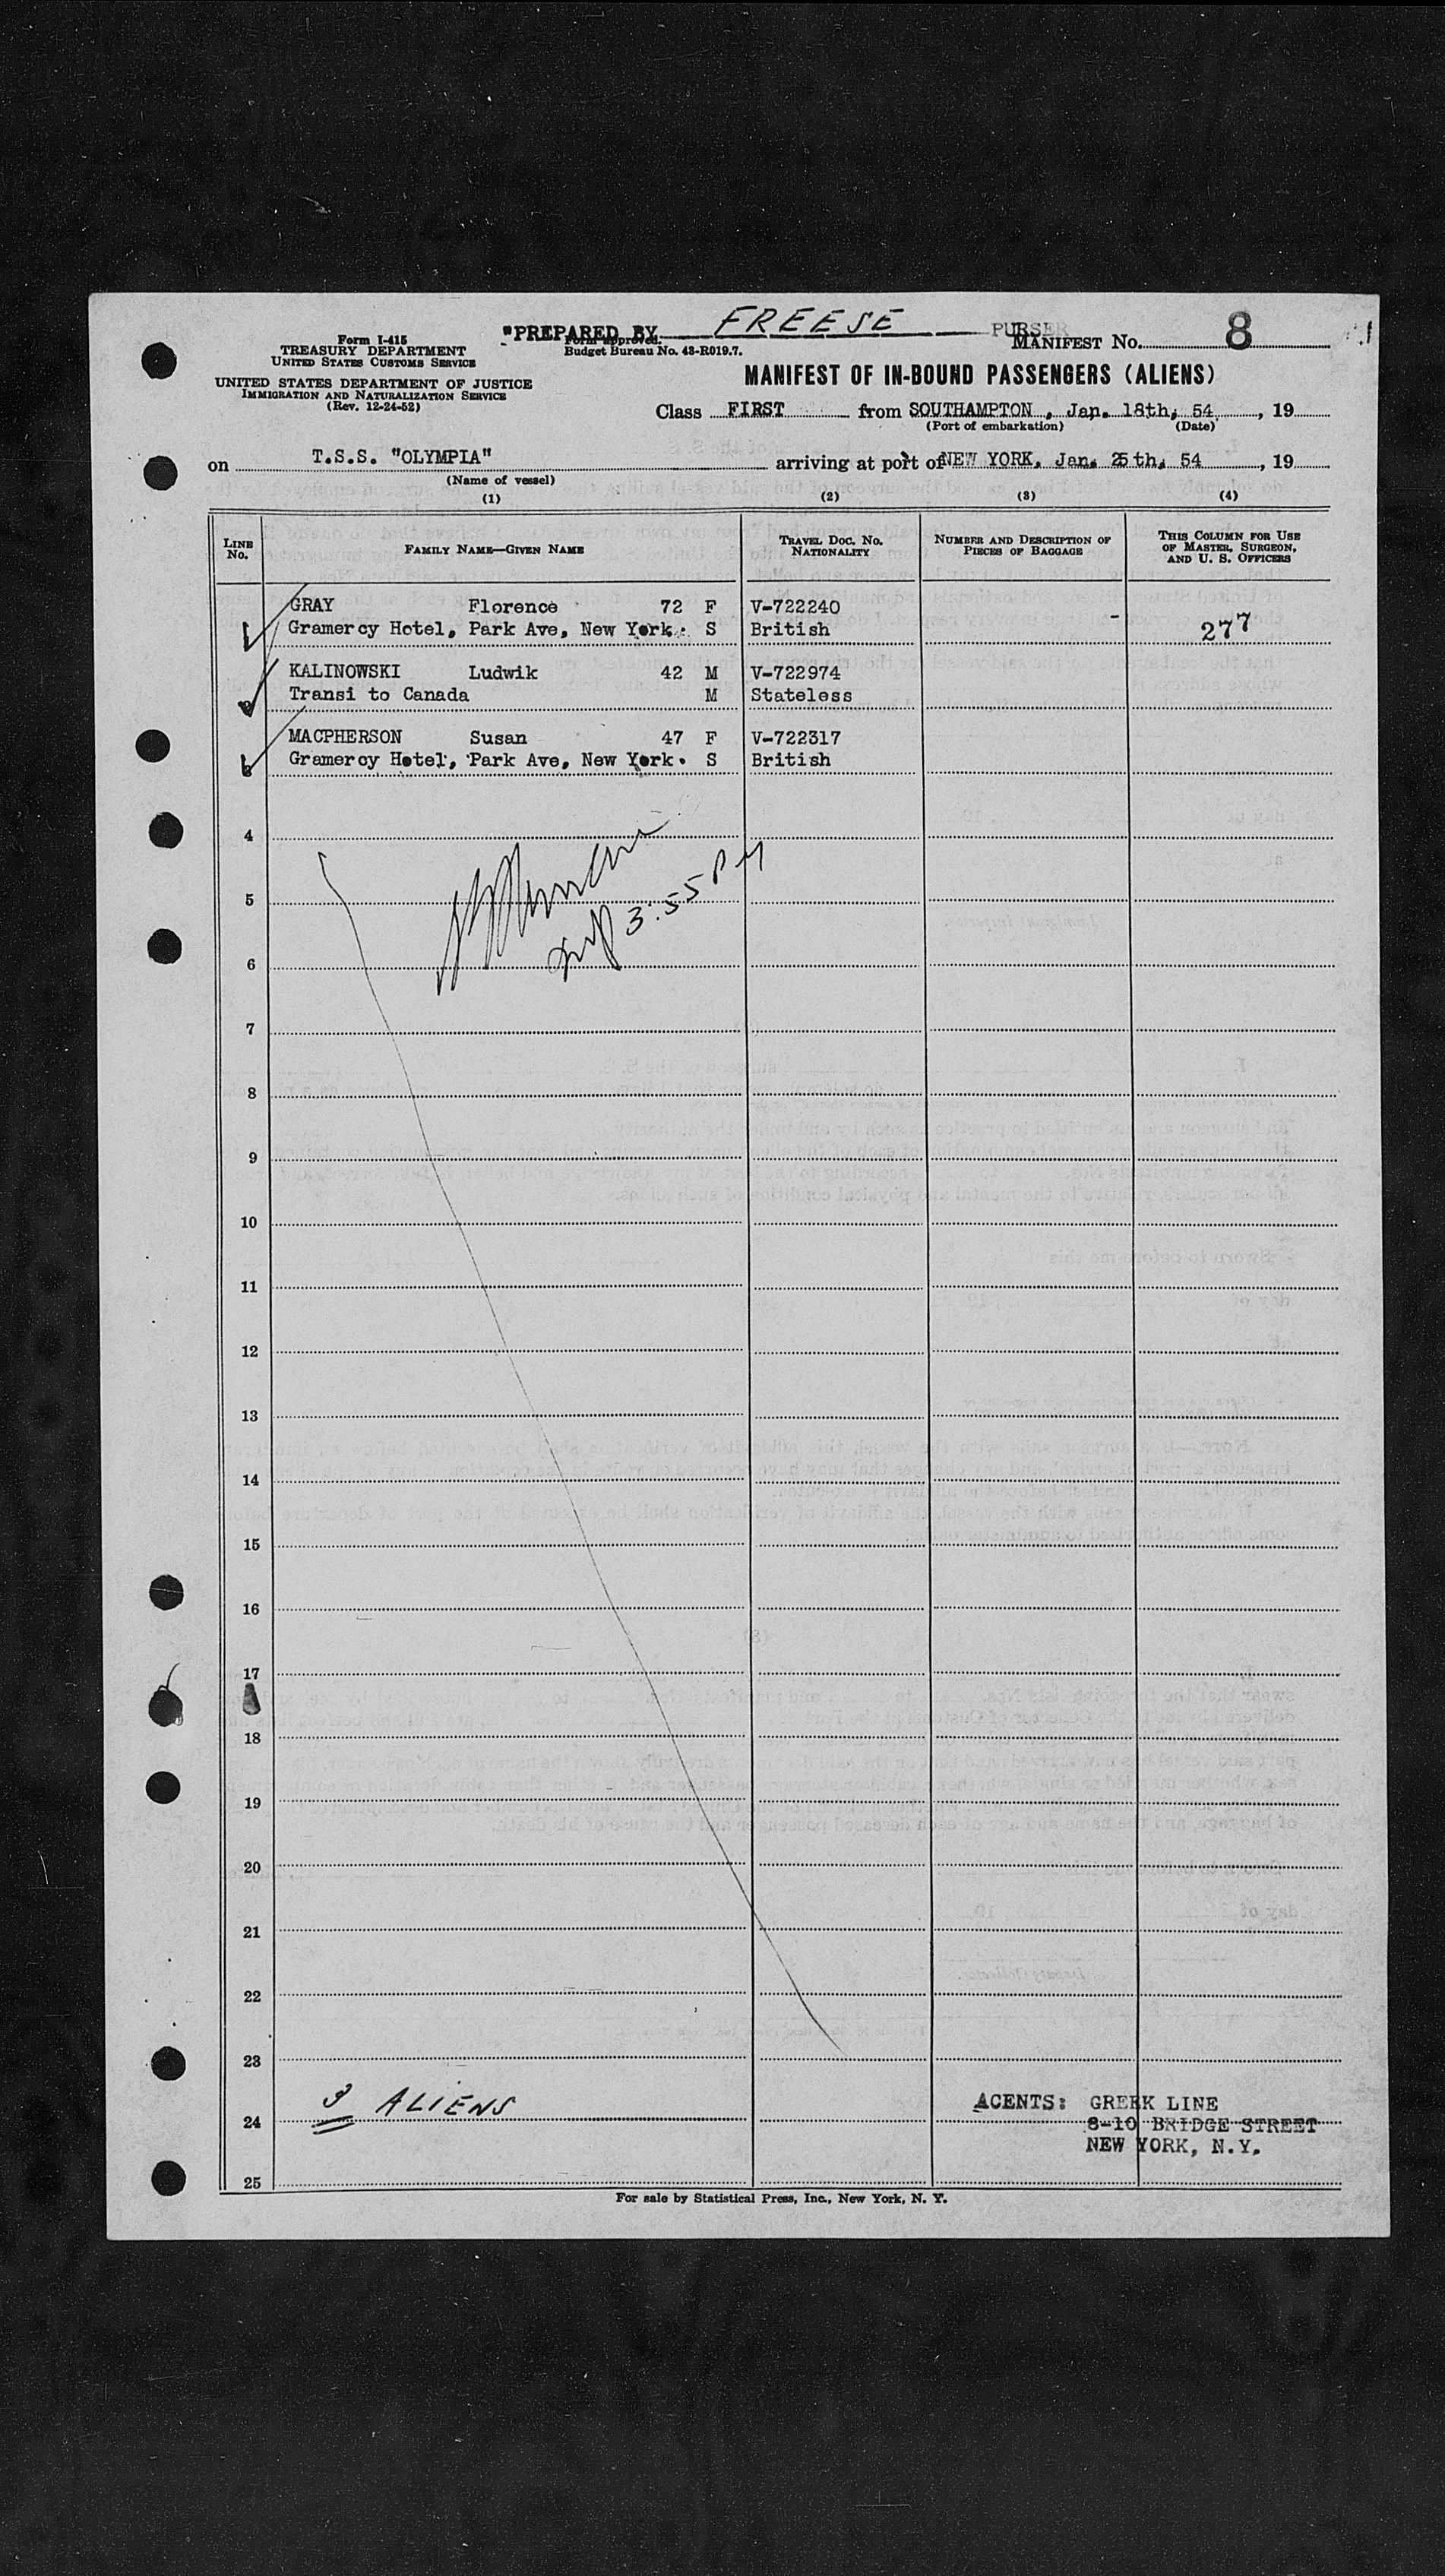 "PREPARED BY FREESE PURSER
Form I-415
TREASURY DEPARTMENT
UNITED STATES CUSTOMS SERVICE
UNITED STATES DEPARTMENT OF JUSTICE
IMMIGRATION AND NATURALIZATION SERVICE
(Rev. 12-24-52)
Form approved.
Budget Bureau No. 43-R019.7.
MANIFEST NO. 8
MANIFEST OF IN-BOUND PASSENGERS (ALIENS)
Class FIRST from SOUTHAMPTON, Jan. 18th, 54, 19
(Port of embarkation) (Date)
on T.S.S. "OLYMPIA" arriving at port of NEW YORK, Jan. 25th, 54, 19
(Name of vessel)
(1) (2) (3) (4)
LINE NO. FAMILY NAME—GIVEN NAME TRAVEL DOC. NO. NATIONALITY NUMBER AND DESCRIPTION OF PIECES OF BAGGAGE THIS COLUMN FOR USE OF MASTER, SURGEON, AND U. S. OFFICERS
GRAY Florence 72 F V-722240
Gramercy Hotel, Park Ave, New York. S British - 277
KALINOWSKI Ludwik 42 M V-722974
Transi to Canada M Stateless
MACPHERSON Susan 47 F V-722317
Gramercy Hotel, Park Ave, New York. S British
4
5
3:55 PM
6
7
8
9
10
11
12
13
14
15
16
17
18
19
20
21
22
23
3 ALIENS
24
ACENTS: GREEK LINE
8-10 BRIDGE STREET
NEW YORK, N.Y.
25
For sale by Statistical Press, Inc., New York, N. Y.